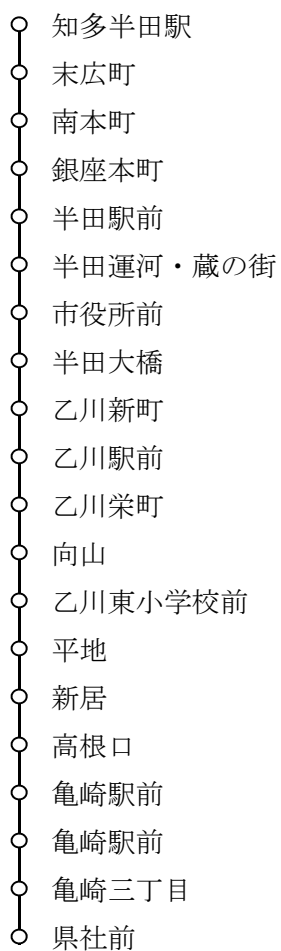 知多半田駅
末広町
南本町
銀座本町
半田駅前
半田運河・蔵の街
市役所前
半田大橋
乙川新町
乙川駅前
乙川栄町
向山
乙川東小学校前
平地
新居
高根口
亀崎駅前
亀崎駅前
亀崎三丁目
県社前